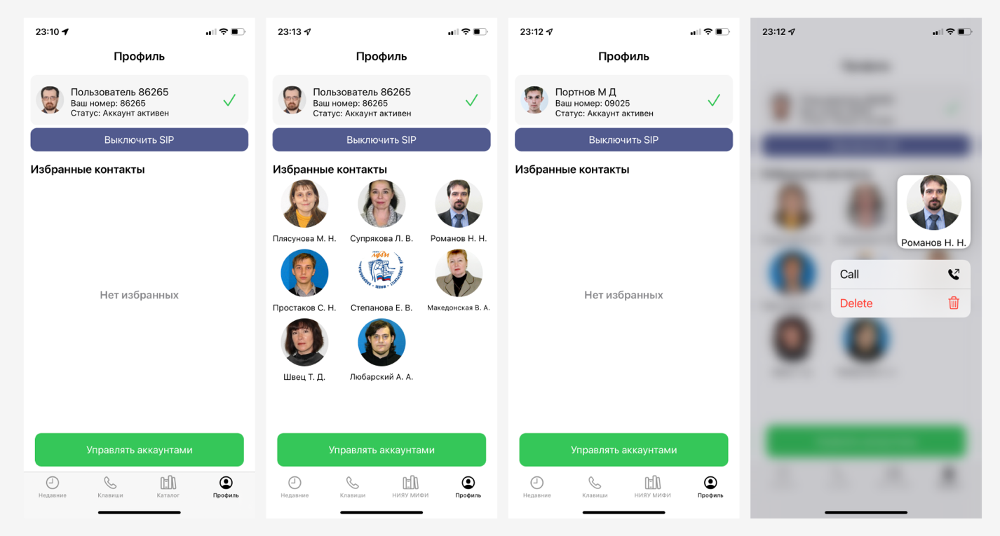 23:10
Профиль
Пользователь 86265
Ваш номер: 86265
Статус: Аккаунт активен
Выключить SIP
Избранные контакты
Нет избранных
Управлять аккаунтами
Недавние
Клавиши
Каталог
Профиль
23:13
Профиль
Пользователь 86265
Ваш номер: 86265
Статус: Аккаунт активен
Выключить SIP
Избранные контакты
Плясунова М. Н.
Супрякова Л. В.
Романов Н. Н.
Простаков С. Н.
Степанова Е. В.
Македонская В. А.
Швец Т. Д.
Любарский А. А.
Управлять аккаунтами
Недавние
Клавиши
НИЯУ МИФИ
Профиль
23:12
Профиль
Портнов М Д
Ваш номер: 09025
Статус: Аккаунт активен
Выключить SIP
Избранные контакты
Нет избранных
Управлять аккаунтами
Недавние
Клавиши
НИЯУ МИФИ
Профиль
23:12
Романов Н. Н.
Call
Delete